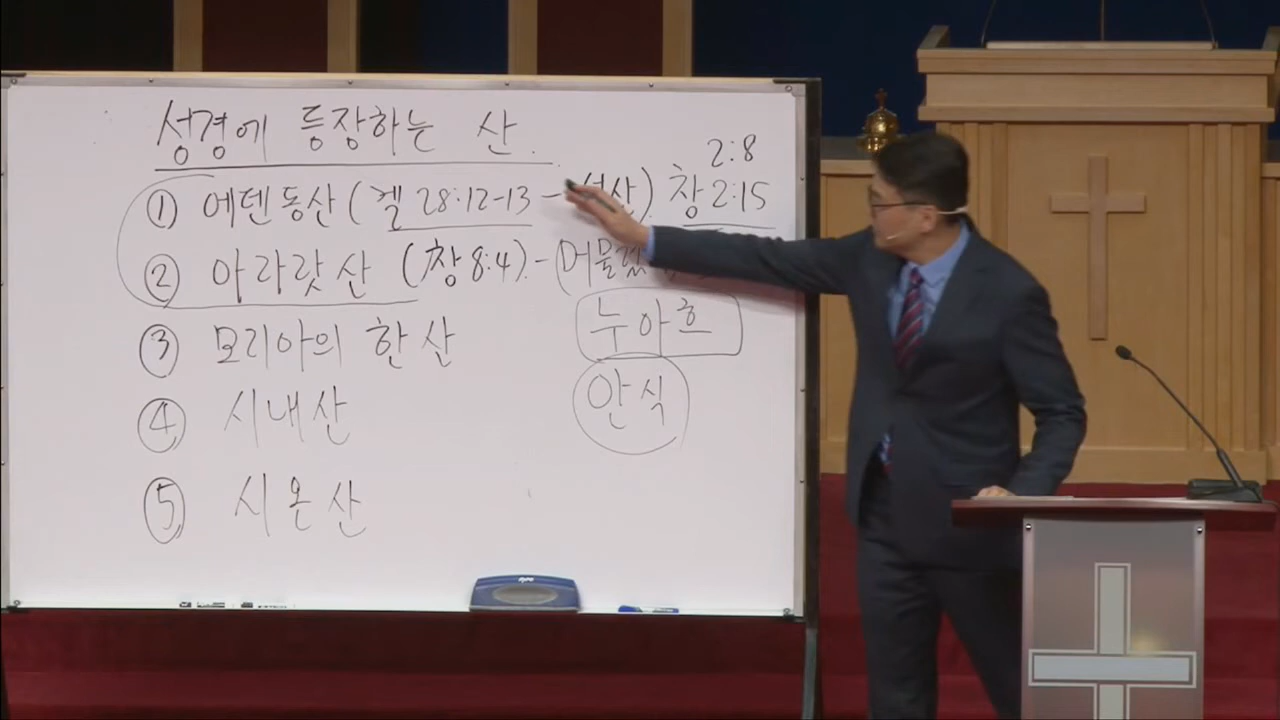 성경에 등장하는 산.
2:8
① 에덴동산 (겔 28:12-13 - 산) 창 2:15
② 아라랏 산 (창 8:4) - 머물렀
③ 모리아의 한 산
누아흐
④ 시내산
안식
⑤ 시온산
expo